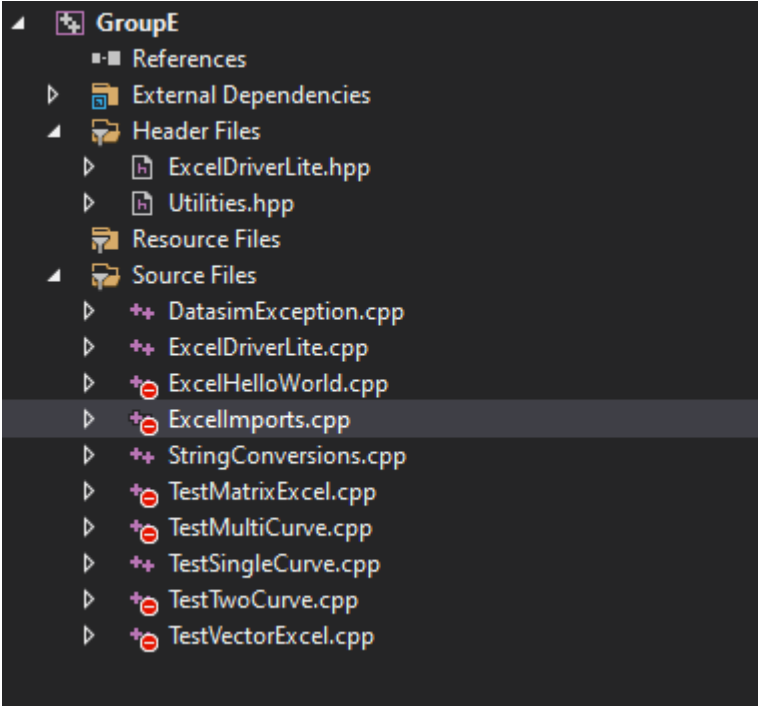 GroupE
References
External Dependencies
Header Files
ExcelDriverLite.hpp
Utilities.hpp
Resource Files
Source Files
DatasimException.cpp
ExcelDriverLite.cpp
ExcelHelloWorld.cpp
ExcelImports.cpp
StringConversions.cpp
TestMatrixExcel.cpp
TestMultiCurve.cpp
TestSingleCurve.cpp
TestTwoCurve.cpp
TestVectorExcel.cpp